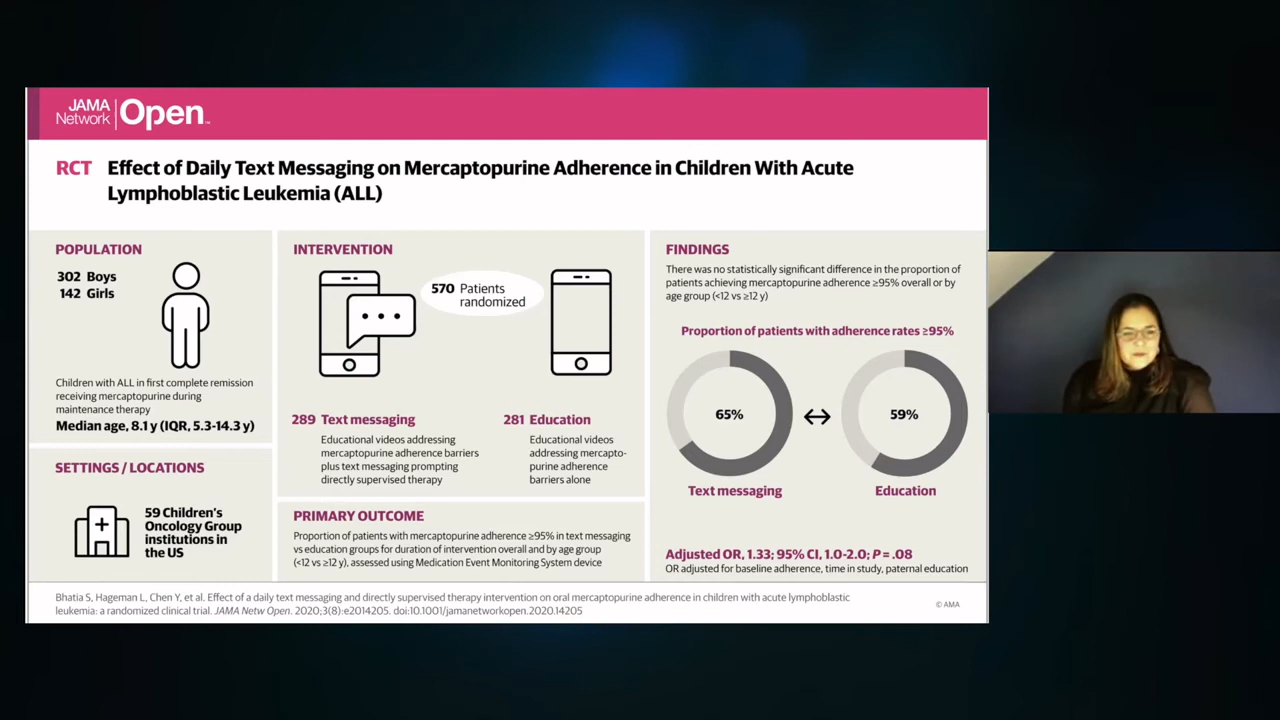 JAMA
Network
Open
RCT Effect of Daily Text Messaging on Mercaptopurine Adherence in Children With Acute
Lymphoblastic Leukemia (ALL)
POPULATION
302 Boys
142 Girls
Children with ALL in first complete remission
receiving mercaptopurine during
maintenance therapy
Median age, 8.1 y (IQR, 5.3-14.3 y)
SETTINGS / LOCATIONS
59 Children's
Oncology Group
institutions in
the US
INTERVENTION
570 Patients
randomized
289 Text messaging
Educational videos addressing
mercaptopurine adherence barriers
plus text messaging prompting
directly supervised therapy
281 Education
Educational videos
addressing mercapto-
purine adherence
barriers alone
PRIMARY OUTCOME
Proportion of patients with mercaptopurine adherence ≥95% in text messaging
vs education groups for duration of intervention overall and by age group
(<12 vs ≥12 y), assessed using Medication Event Monitoring System device
FINDINGS
There was no statistically significant difference in the proportion of
patients achieving mercaptopurine adherence ≥95% overall or by
age group (<12 vs ≥12 y)
Proportion of patients with adherence rates ≥95%
65%
59%
Text messaging
Education
Adjusted OR, 1.33; 95% CI, 1.0-2.0; P = .08
OR adjusted for baseline adherence, time in study, paternal education
Bhatia S, Hageman L, Chen Y, et al. Effect of a daily text messaging and directly supervised therapy intervention on oral mercaptopurine adherence in children with acute lymphoblastic
leukemia: a randomized clinical trial. JAMA Netw Open. 2020;3(8):e2014205. doi:10.1001/jamanetworkopen.2020.14205
© AMA